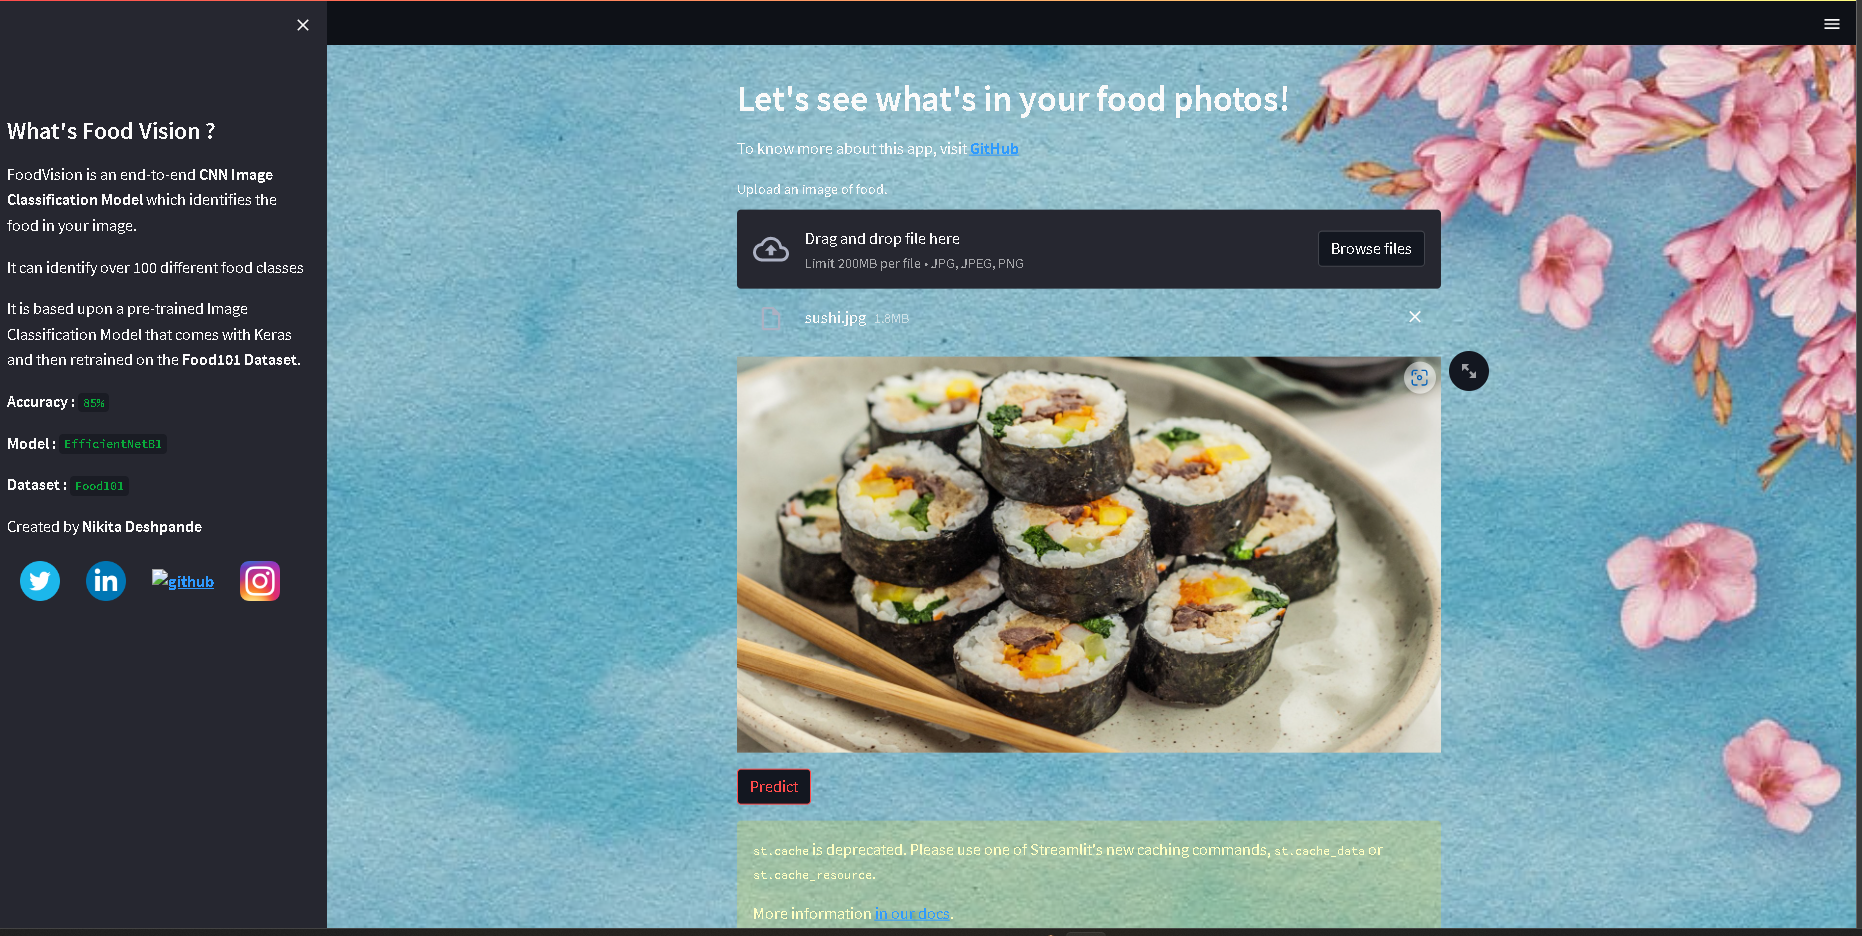 What's Food Vision ?
FoodVision is an end-to-end CNN Image
Classification Model which identifies the
food in your image.
It can identify over 100 different food classes
It is based upon a pre-trained Image
Classification Model that comes with Keras
and then retrained on the Food101 Dataset.
Accuracy : 85%
Model : EfficientNetB1
Dataset : Food101
Created by Nikita Deshpande
in
github
Let's see what's in your food photos!
To know more about this app, visit GitHub
Upload an image of food.
Drag and drop file here
Limit 200MB per file • JPG, JPEG, PNG
Browse files
sushi.jpg 1.8MB
Predict
st.cache is deprecated. Please use one of Streamlit's new caching commands, st.cache_data or
st.cache_resource.
More information in our docs.